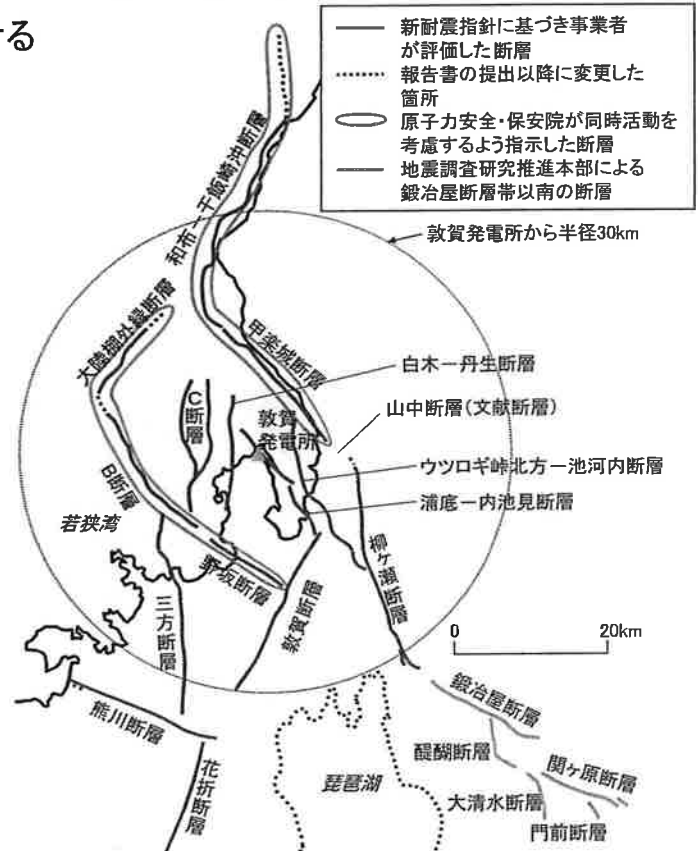 する
新耐震指針に基づき事業者
が評価した断層
報告書の提出以降に変更した
箇所
原子力安全・保安院が同時活動を
考慮するよう指示した断層
地震調査研究推進本部による
鍛冶屋断層帯以南の断層
敦賀発電所から半径30km
和布－干飯崎沖断層
大陸棚外縁断層
甲楽城断層
白木－丹生断層
C断層
敦賀
発電所
山中断層(文献断層)
ウツロギ峠北方－池河内断層
B断層
浦底－内池見断層
若狭湾
野坂断層
柳ヶ瀬断層
三方断層
敦賀断層
0
20km
鍛冶屋断層
熊川断層
醍醐断層
関ヶ原断層
花折断層
琵琶湖
大清水断層
門前断層